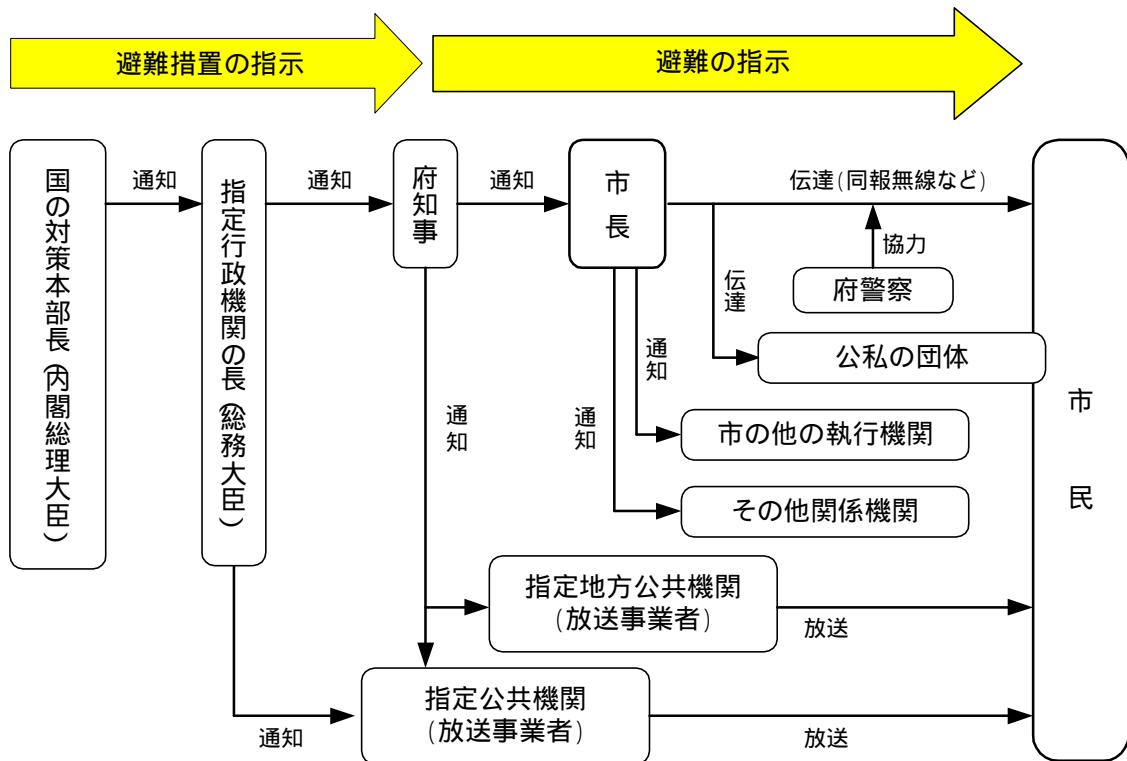 避難措置の指示
避難の指示
国の対策本部長(内閣総理大臣)
通知
指定行政機関の長(総務大臣)
通知
府知事
通知
市長
伝達(同報無線など)
協力
府警察
伝達
公私の団体
通知
市の他の執行機関
通知
その他関係機関
通知
指定地方公共機関
(放送事業者)
放送
通知
指定公共機関
(放送事業者)
放送
市民